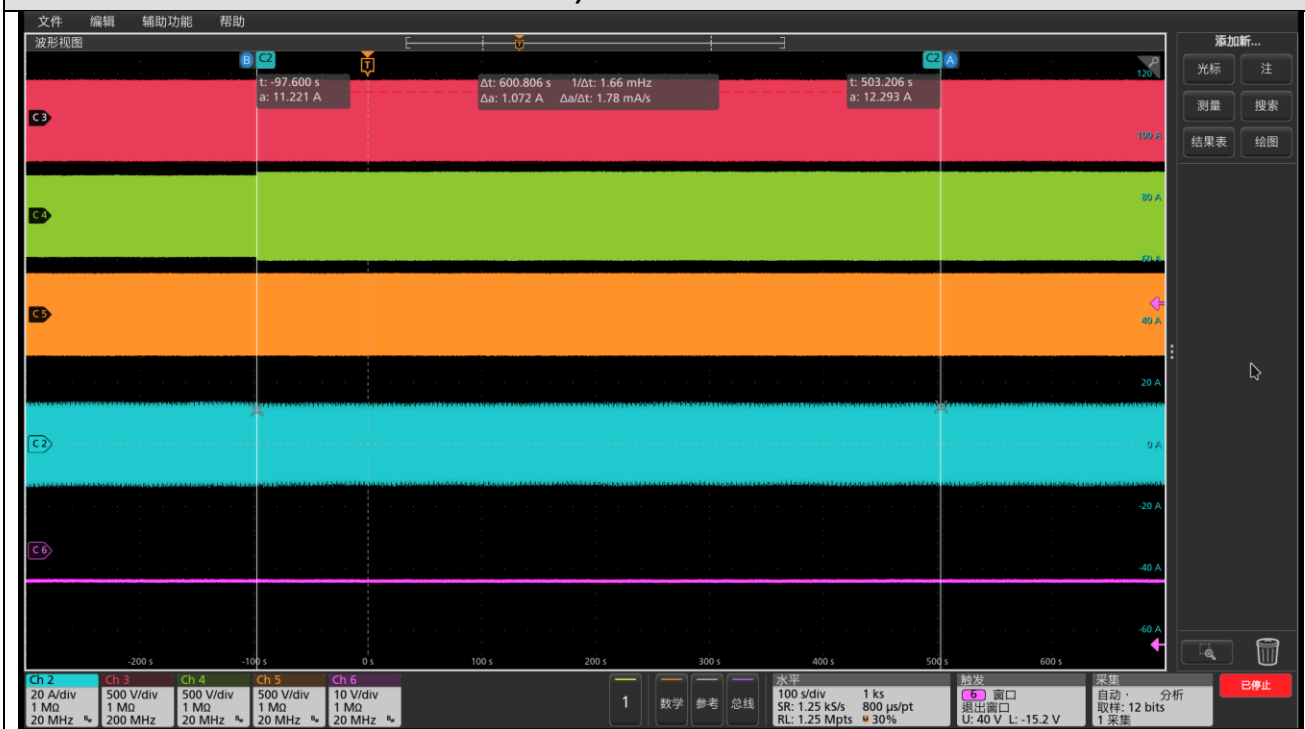 文件 编辑 辅助功能 帮助
波形视图
添加新...
光标 注
测量 搜索
结果表 绘图
B C2
T
C2 A
t: -97.600 s
a: 11.221 A
Δt: 600.806 s 1/Δt: 1.66 mHz
Δa: 1.072 A Δa/Δt: 1.78 mA/s
t: 503.206 s
a: 12.293 A
120
C3
100 A
80 A
C4
60 A
C5
40 A
20 A
C2
0 A
-20 A
C6
-40 A
-60 A
-200 s -100 s 0 s 100 s 200 s 300 s 400 s 500 s 600 s
Ch 2
20 A/div
1 MΩ
20 MHz
Ch 3
500 V/div
1 MΩ
200 MHz
Ch 4
500 V/div
1 MΩ
20 MHz
Ch 5
500 V/div
1 MΩ
20 MHz
Ch 6
10 V/div
1 MΩ
20 MHz
1
数学 参考 总线
水平
100 s/div 1 ks
SR: 1.25 kS/s 800 μs/pt
RL: 1.25 Mpts 30%
触发
6 窗口
退出窗口
U: 40 V L: -15.2 V
采集
自动, 分析
取样: 12 bits
1 采集
已停止